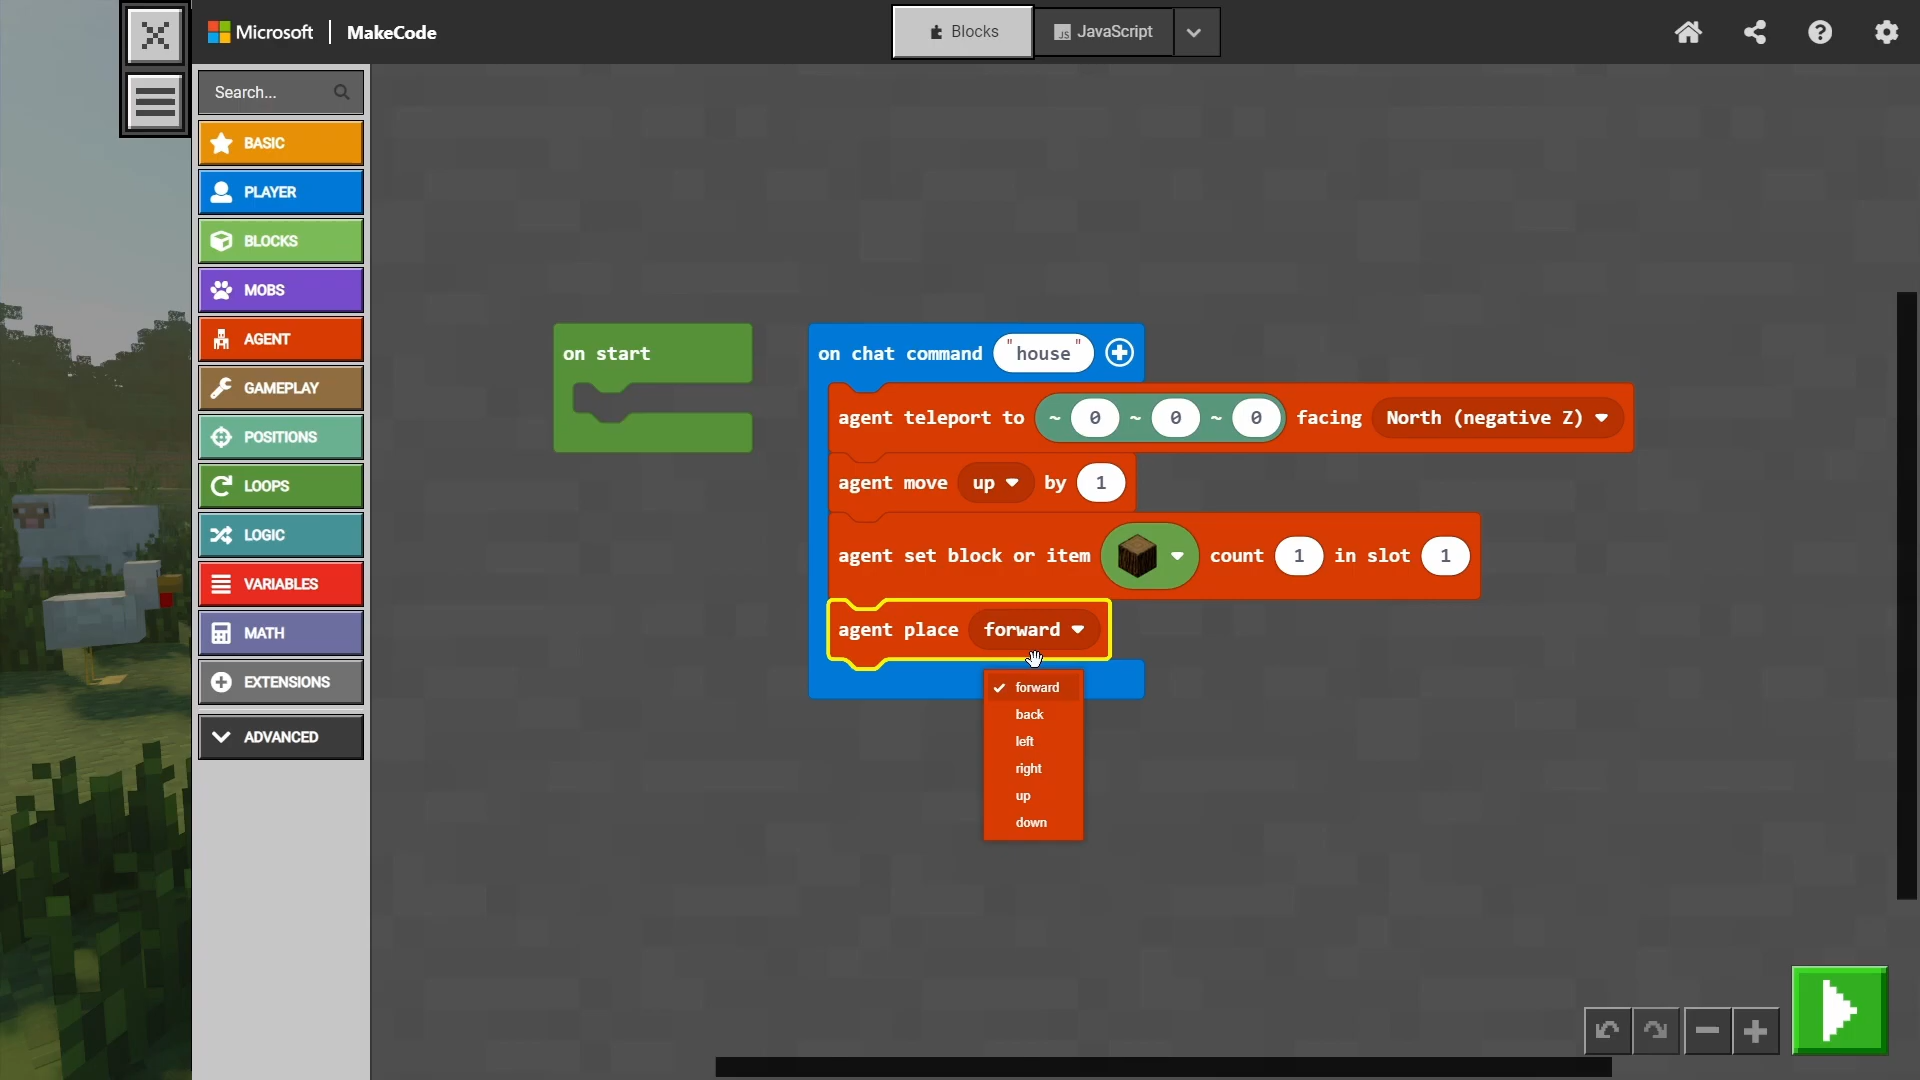 Microsoft | MakeCode
Blocks
JS JavaScript
Search...
BASIC
PLAYER
BLOCKS
MOBS
AGENT
GAMEPLAY
POSITIONS
LOOPS
LOGIC
VARIABLES
MATH
EXTENSIONS
ADVANCED
on start
on chat command "house"
agent teleport to ~ 0 ~ 0 ~ 0 facing North (negative Z)
agent move up by 1
agent set block or item count 1 in slot 1
agent place forward
forward
back
left
right
up
down